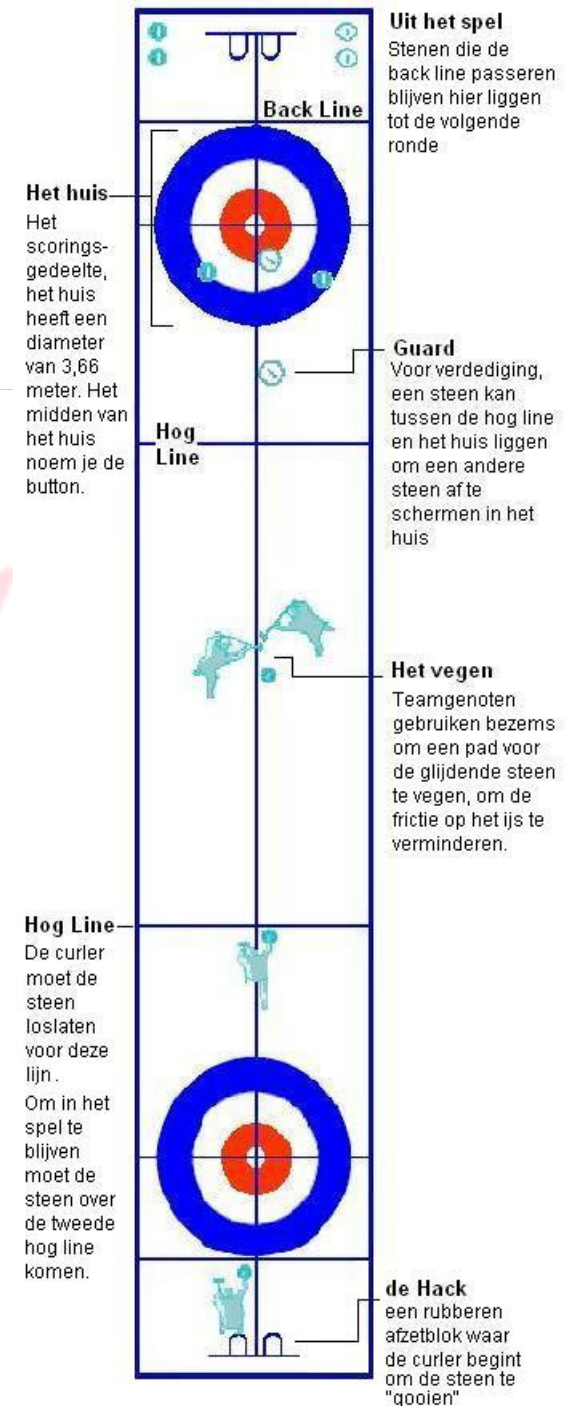 Uit het spel
Stenen die de
back line passeren
blijven hier liggen
tot de volgende
ronde
Back Line
Het huis
Het
scorings-
gedeelte,
het huis
heeft een
diameter
van 3,66
meter. Het
midden van
het huis
noem je de
button.
Guard
Voor verdediging,
een steen kan
tussen de hog line
en het huis liggen
om een andere
steen af te
schermen in het
huis
Hog
Line
Het vegen
Teamgenoten
gebruiken bezems
om een pad voor
de glijdende steen
te vegen, om de
frictie op het ijs te
verminderen.
Hog Line
De curler
moet de
steen
loslaten
voor deze
lijn.
Om in het
spel te
blijven
moet de
steen over
de tweede
hog line
komen.
de Hack
een rubberen
afzetblok waar
de curler begint
om de steen te
"gooien"